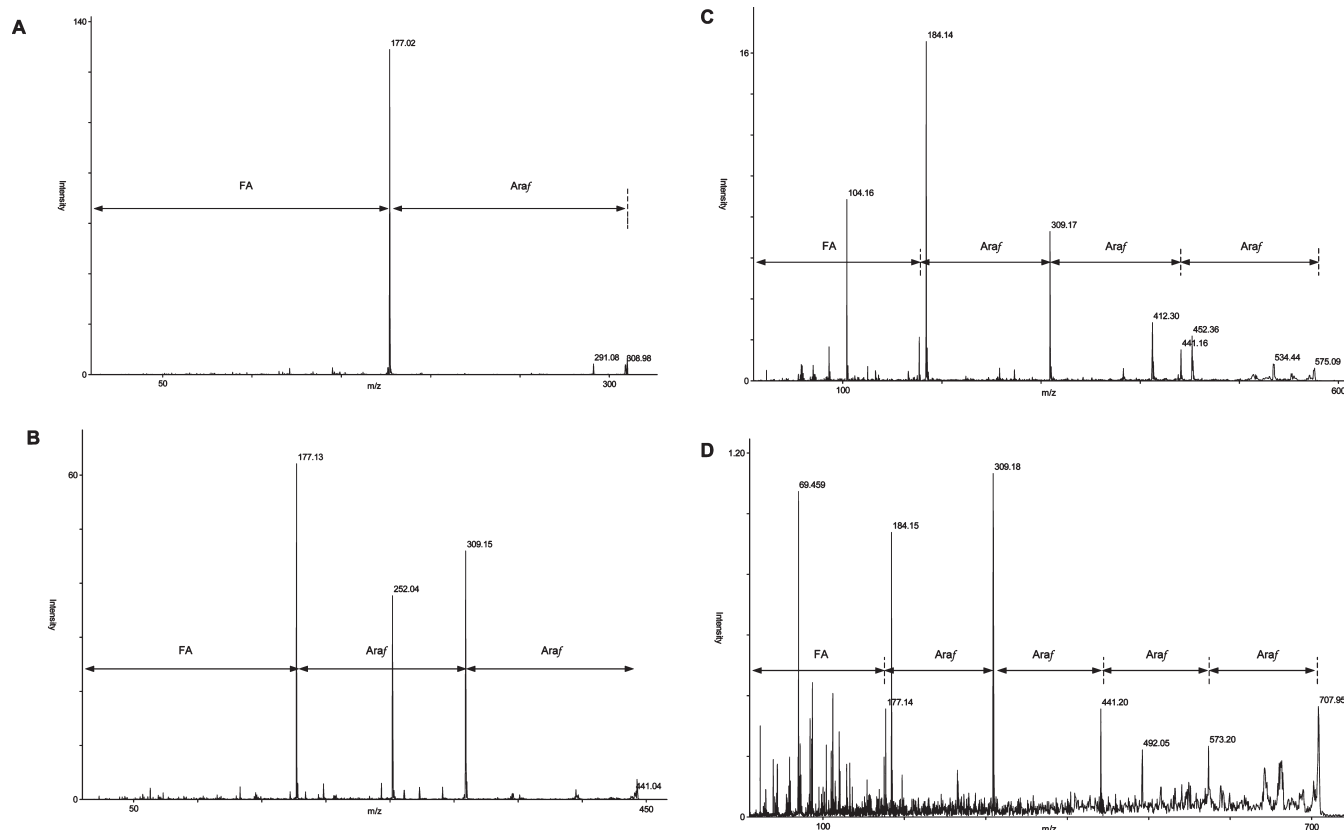 A
140
177.02
FA
Araf
Intensity
291.08
308.98
0
50
m/z
300
B
60
177.13
309.15
252.04
FA
Araf
Araf
Intensity
441.04
0
50
m/z
450
C
184.14
16
104.16
309.17
FA
Araf
Araf
Araf
Intensity
412.30
452.36
441.16
534.44
575.09
0
100
m/z
600
D
1.20
309.18
69.459
184.15
Intensity
FA
Araf
Araf
Araf
Araf
177.14
441.20
707.95
492.05
573.20
0
100
m/z
700